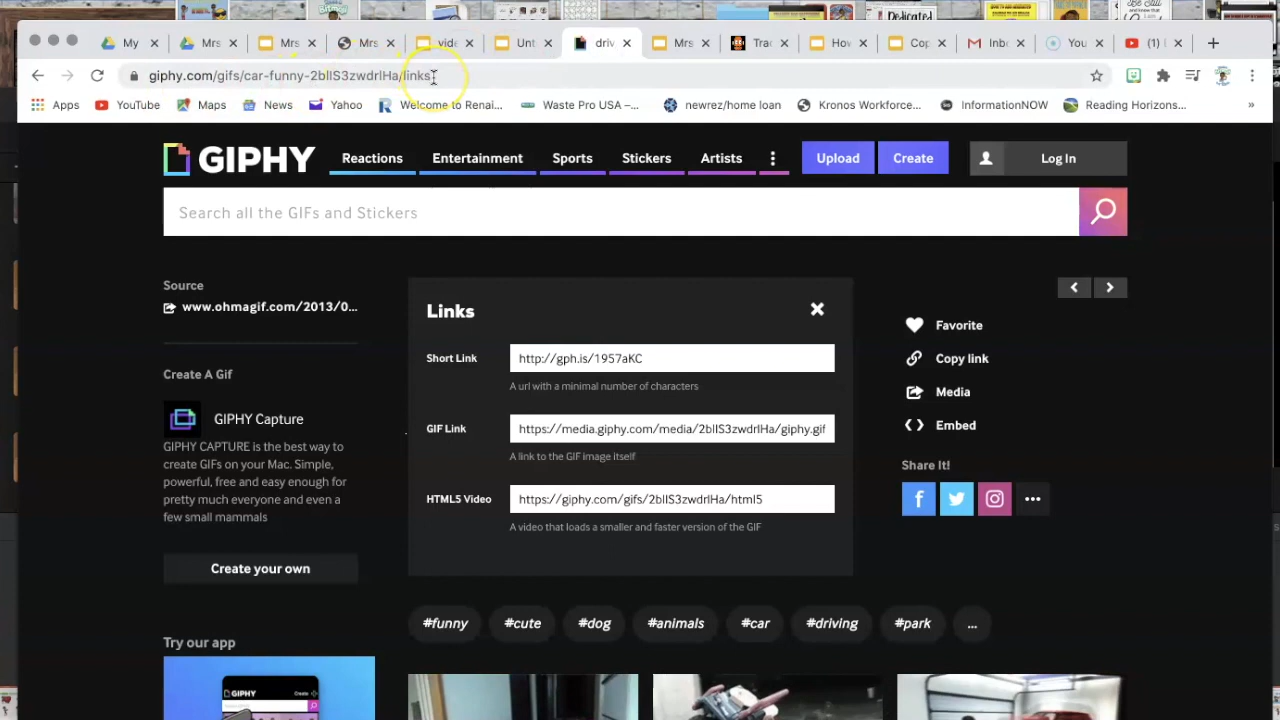 My
Mrs
Mrs
Mrs
ide
Unt
driv
Mrs
Trac
Hov
Cop
Inb
You
(1)
giphy.com/gifs/car-funny-2bllS3zwdrlHa/links
Apps
YouTube
Maps
News
Yahoo
Welcome to Renai...
Waste Pro USA –...
newrez/home loan
Kronos Workforce...
InformationNOW
Reading Horizons...
»
GIPHY
Reactions
Entertainment
Sports
Stickers
Artists
Upload
Create
Log In
Search all the GIFs and Stickers
Source
www.ohmagif.com/2013/0...
Create A Gif
GIPHY Capture
GIPHY CAPTURE is the best way to
create GIFs on your Mac. Simple,
powerful, free and easy enough for
pretty much everyone and even a
few small mammals
Create your own
Try our app
GIPHY
Links
Short Link
http://gph.is/1957aKC
A url with a minimal number of characters
GIF Link
https://media.giphy.com/media/2bllS3zwdrlHa/giphy.gif
A link to the GIF image itself
HTML5 Video
https://giphy.com/gifs/2bllS3zwdrlHa/html5
A video that loads a smaller and faster version of the GIF
Favorite
Copy link
Media
Embed
Share It!
#funny
#cute
#dog
#animals
#car
#driving
#park
...